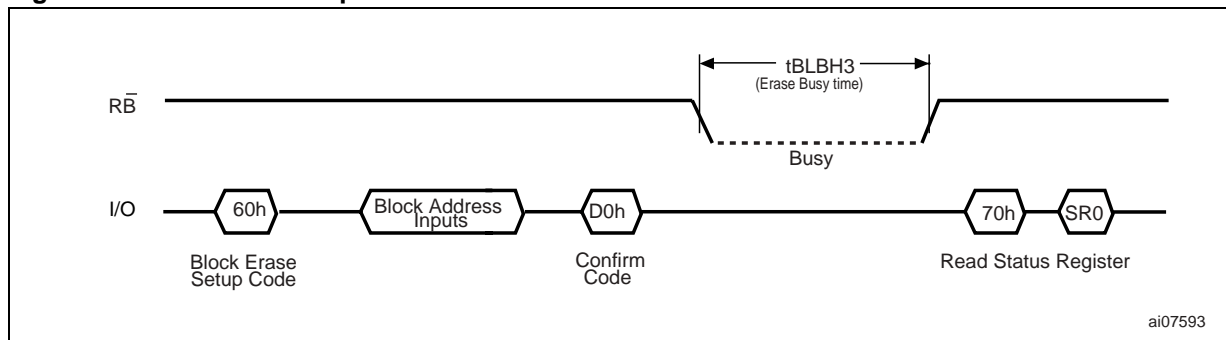 tBLBH3
(Erase Busy time)
RB̅
Busy
I/O
60h
Block Address
Inputs
D0h
70h
SR0
Block Erase
Setup Code
Confirm
Code
Read Status Register
ai07593